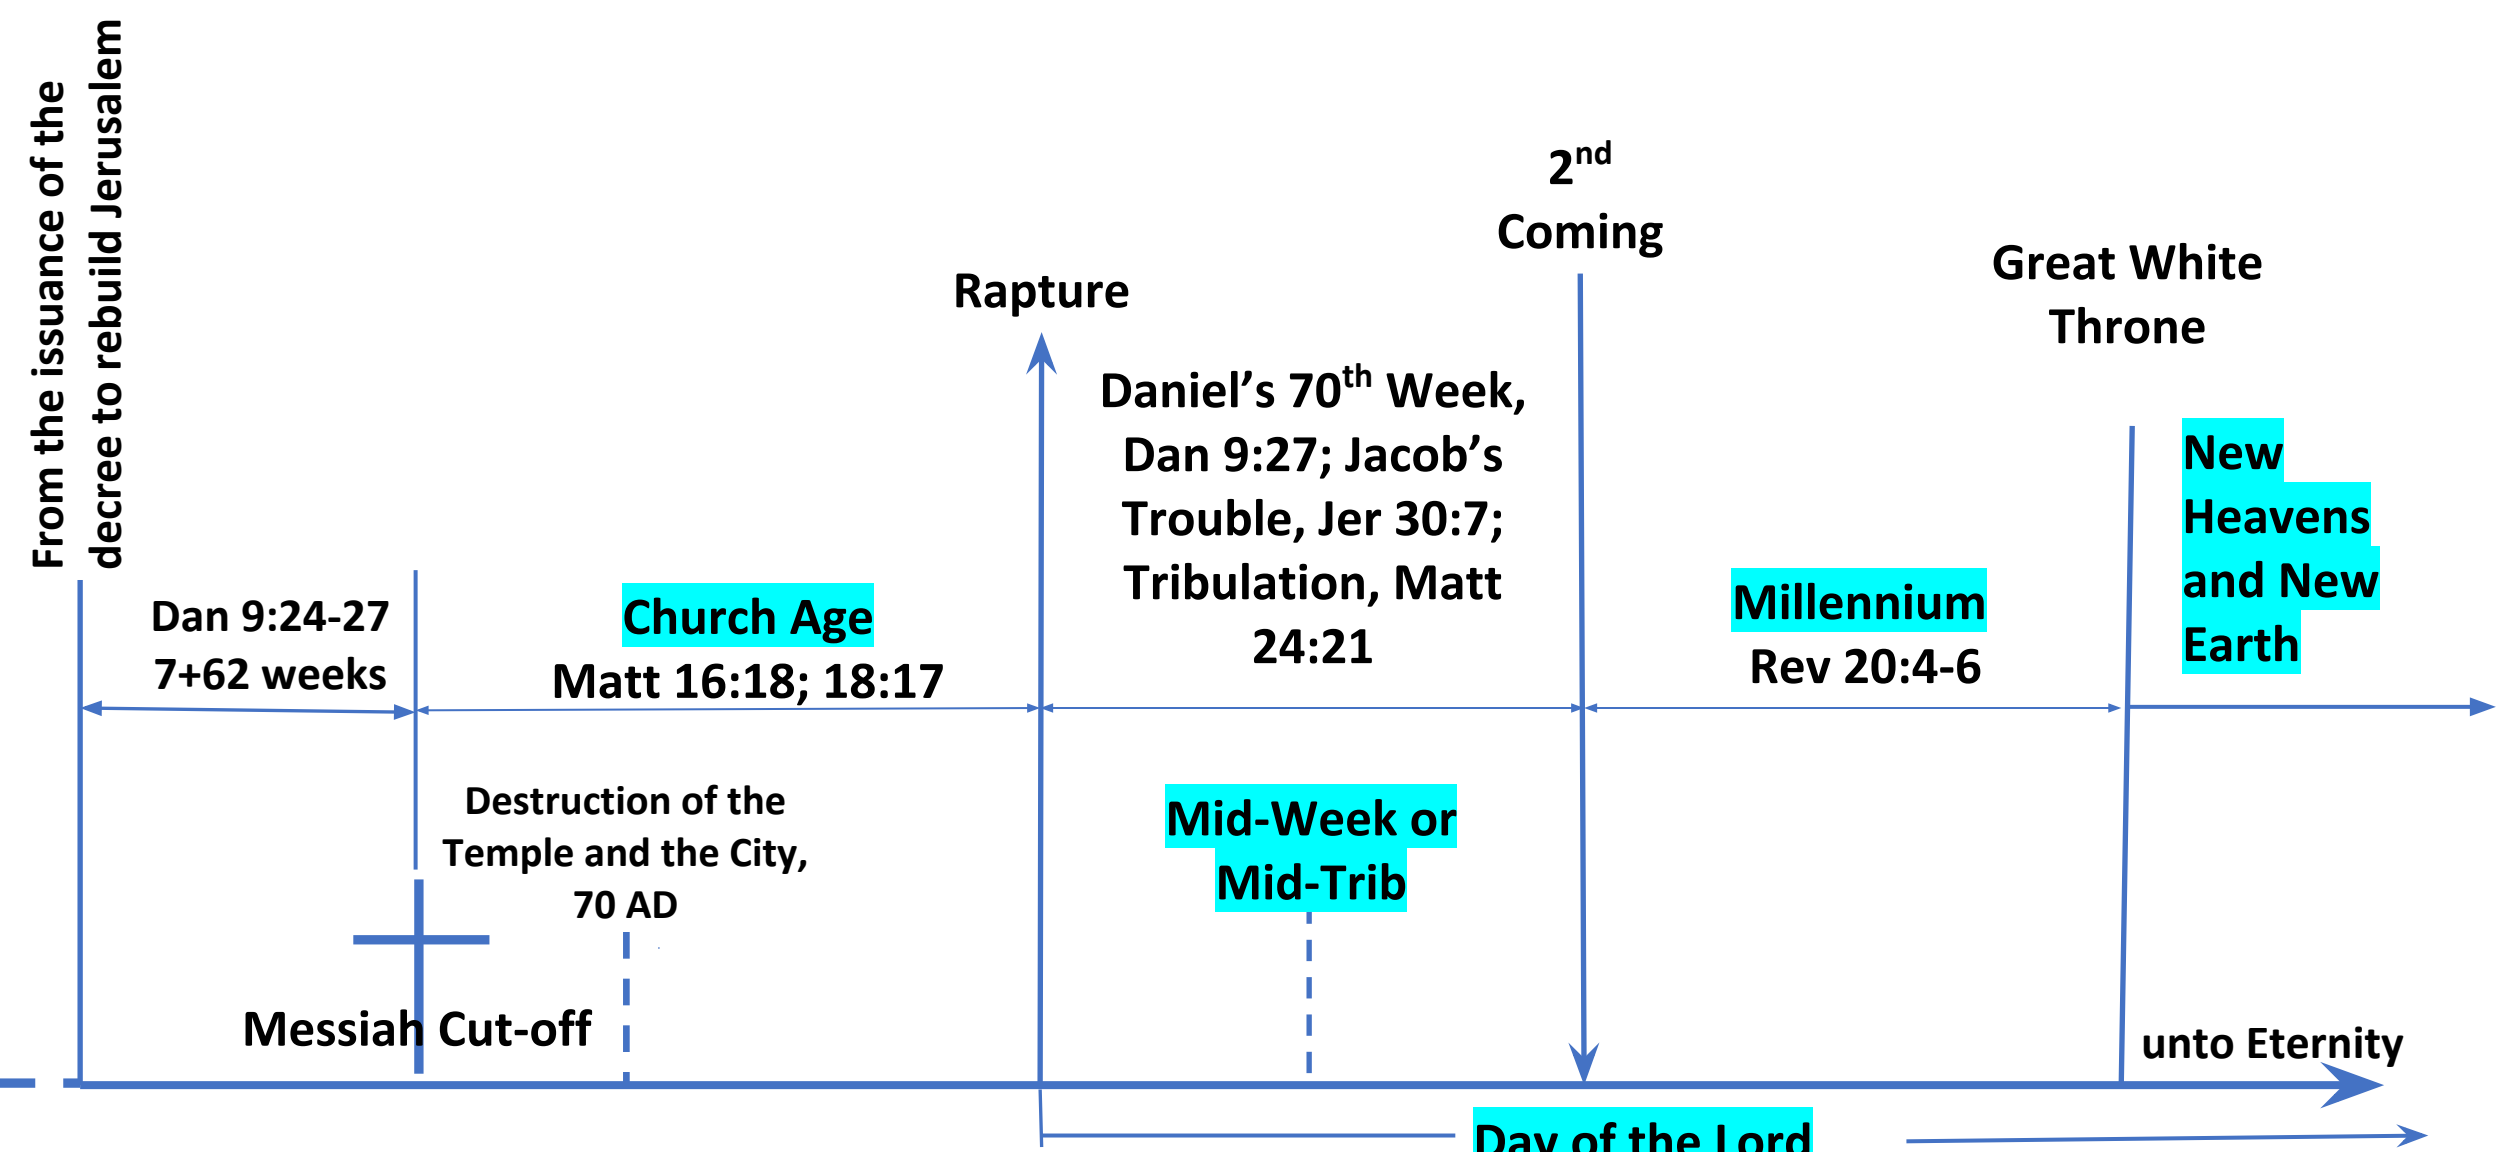 From the issuance of the
decree to rebuild Jerusalem
2nd
Coming
Great White
Throne
Rapture
Daniel’s 70th Week,
Dan 9:27; Jacob’s
Trouble, Jer 30:7;
Tribulation, Matt
24:21
New
Heavens
and New
Earth
Dan 9:24-27
7+62 weeks
Church Age
Matt 16:18; 18:17
Millennium
Rev 20:4-6
Destruction of the
Temple and the City,
70 AD
Mid-Week or
Mid-Trib
Messiah Cut-off
unto Eternity
Day of the Lord